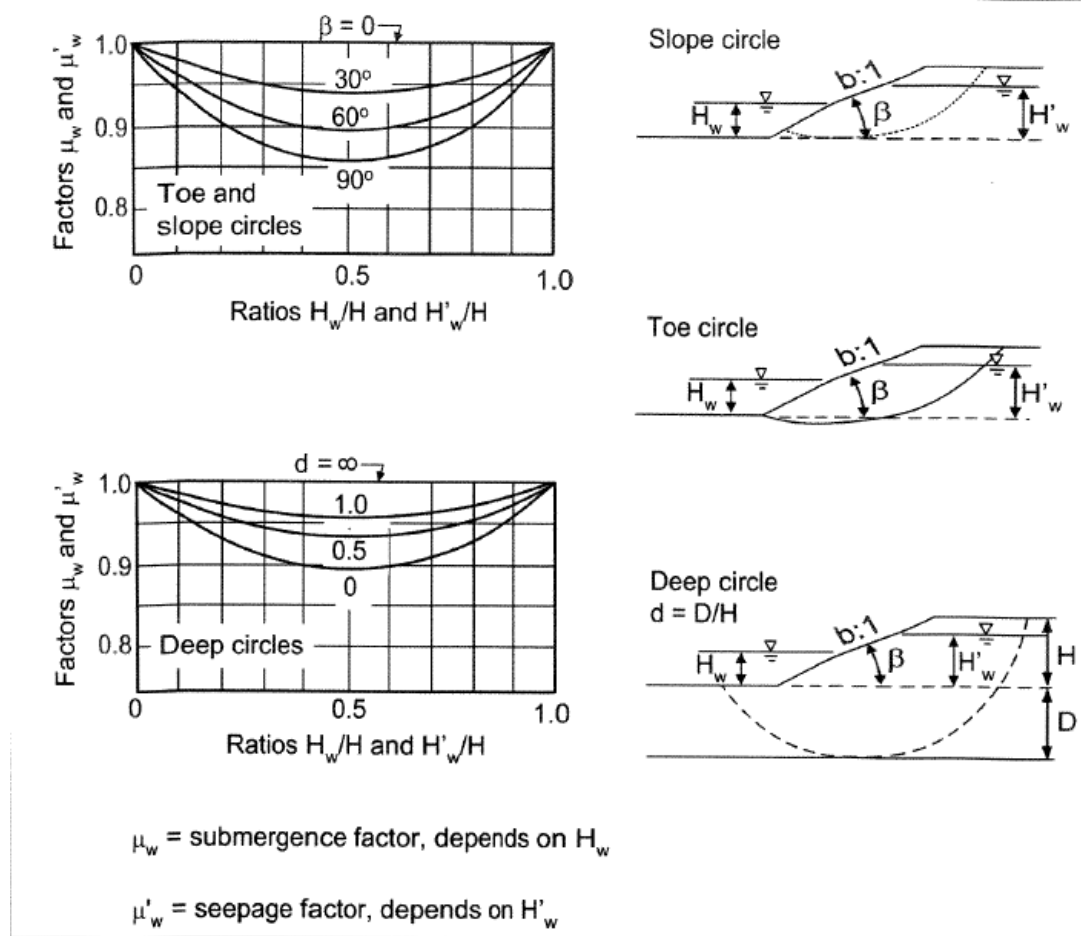 β = 0
Factors μw and μ'w
1.0
0.9
0.8
30º
60º
90º
Toe and
slope circles
0
0.5
1.0
Ratios Hw/H and H'w/H
Slope circle
b:1
Hw
β
H'w
Toe circle
b:1
Hw
β
H'w
d = ∞
Factors μw and μ'w
1.0
0.9
0.8
1.0
0.5
0
Deep circles
0
0.5
1.0
Ratios Hw/H and H'w/H
Deep circle
d = D/H
b:1
Hw
β
H'w
H
D
μw = submergence factor, depends on Hw
μ'w = seepage factor, depends on H'w